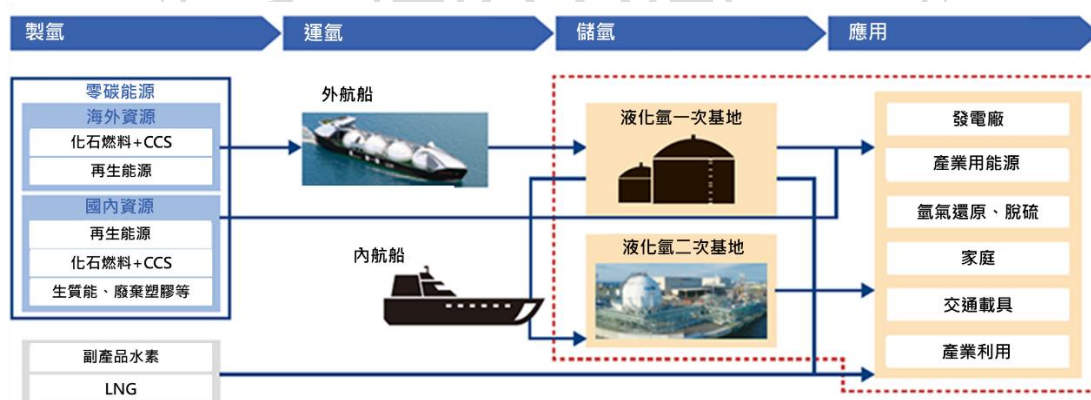 製氫
運氫
儲氫
應用
零碳能源
海外資源
化石燃料+CCS
再生能源
國內資源
再生能源
化石燃料+CCS
生質能、廢棄塑膠等
副產品水素
LNG
外航船
內航船
液化氫一次基地
液化氫二次基地
發電廠
產業用能源
氫氣還原、脫硫
家庭
交通載具
產業利用